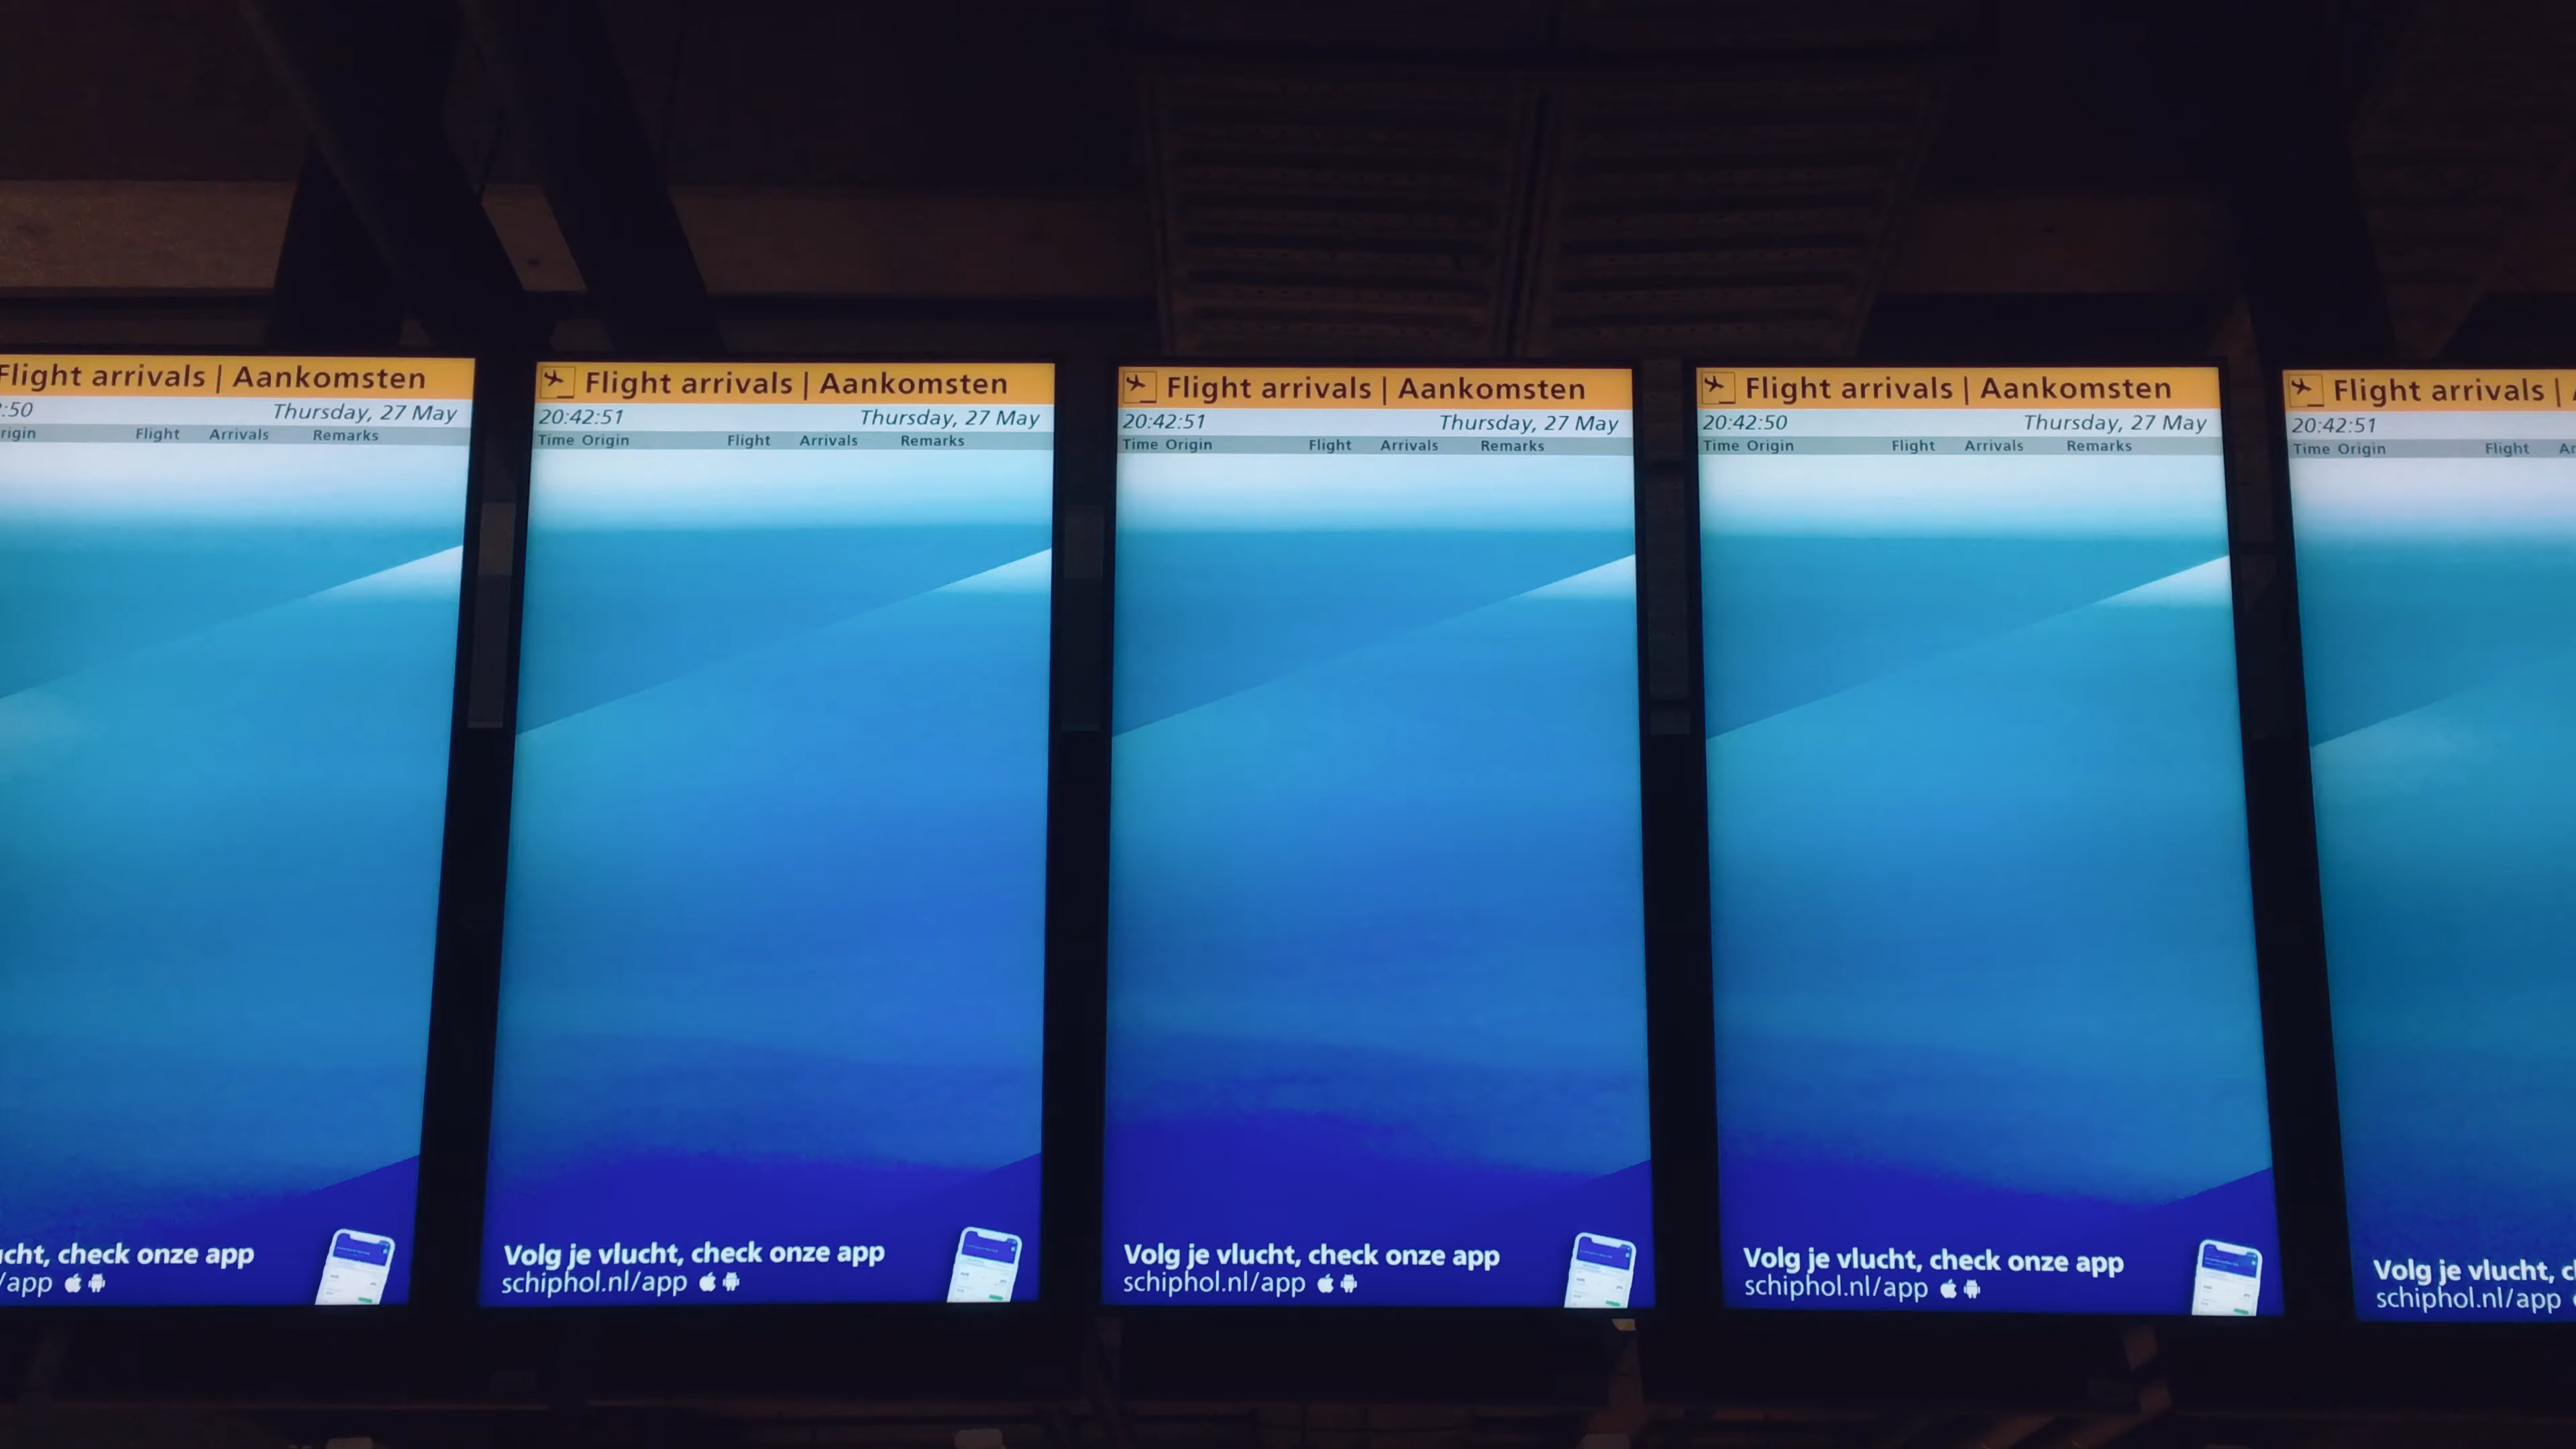 Flight arrivals | Aankomsten
:50 Thursday, 27 May
rigin Flight Arrivals Remarks
cht, check onze app
/app
Flight arrivals | Aankomsten
20:42:51 Thursday, 27 May
Time Origin Flight Arrivals Remarks
Volg je vlucht, check onze app
schiphol.nl/app
Flight arrivals | Aankomsten
20:42:51 Thursday, 27 May
Time Origin Flight Arrivals Remarks
Volg je vlucht, check onze app
schiphol.nl/app
Flight arrivals | Aankomsten
20:42:50 Thursday, 27 May
Time Origin Flight Arrivals Remarks
Volg je vlucht, check onze app
schiphol.nl/app
Flight arrivals |
20:42:51
Time Origin Flight Ar
Volg je vlucht, c
schiphol.nl/app